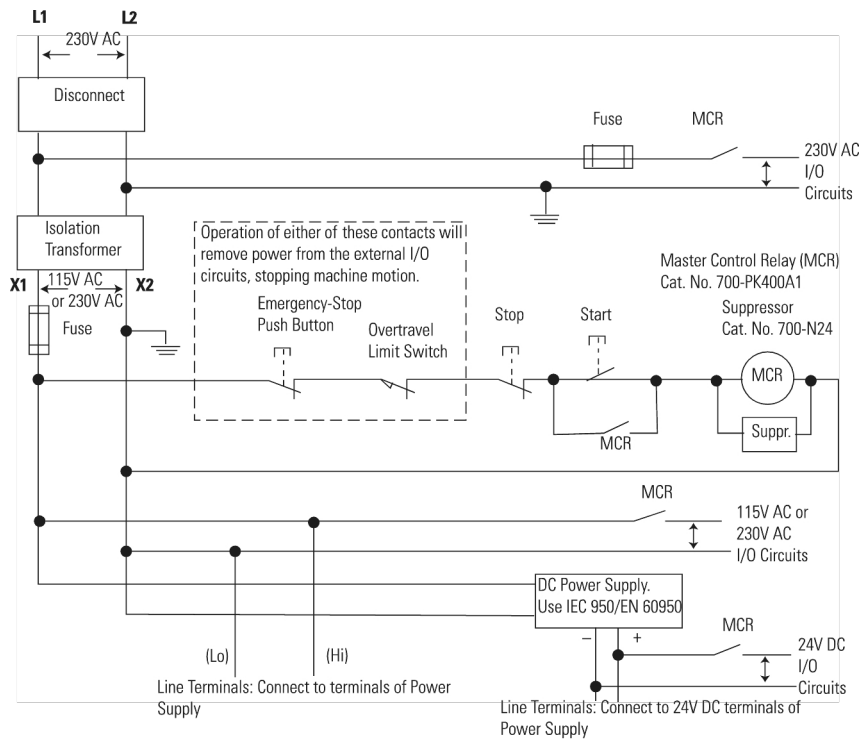 L1
L2
230V AC
Disconnect
Fuse
MCR
230V AC
I/O
Circuits
Isolation
Transformer
Operation of either of these contacts will
remove power from the external I/O
circuits, stopping machine motion.
X1
115V AC
or 230V AC
X2
Fuse
Emergency-Stop
Push Button
Overtravel
Limit Switch
Stop
Start
Master Control Relay (MCR)
Cat. No. 700-PK400A1
Suppressor
Cat. No. 700-N24
MCR
Suppr.
MCR
MCR
115V AC or
230V AC
I/O Circuits
DC Power Supply.
Use IEC 950/EN 60950
–
+
MCR
24V DC
I/O
Circuits
(Lo)
(Hi)
Line Terminals: Connect to terminals of Power
Supply
Line Terminals: Connect to 24V DC terminals of
Power Supply